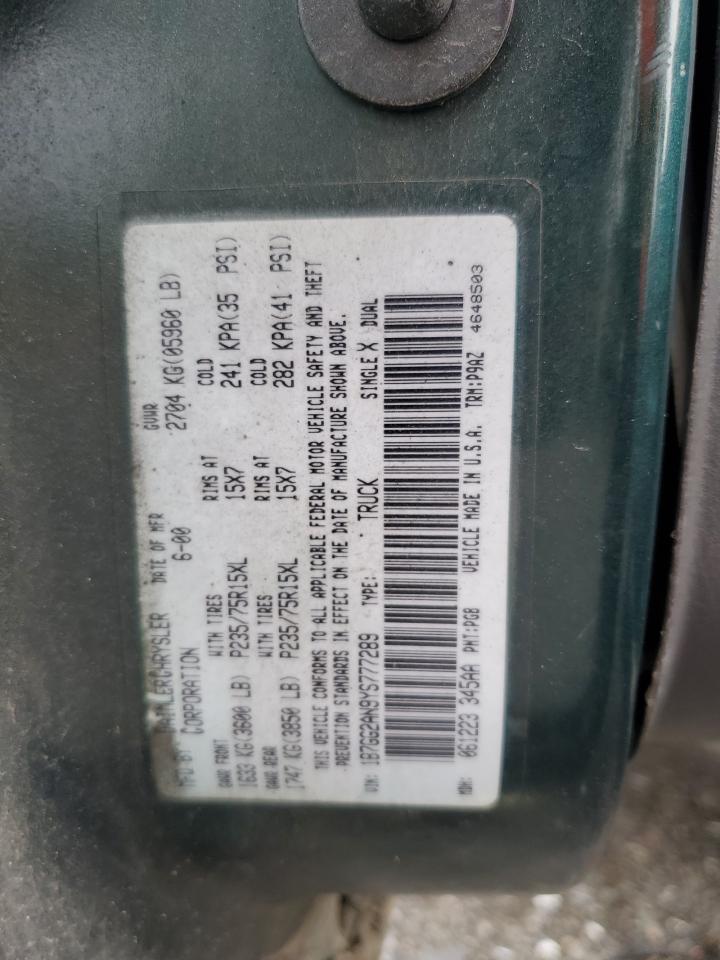 MFD BY DAIMLERCHRYSLER DATE OF MFR GVWR
CORPORATION 6-00 2704 KG(05960 LB)
GAWR FRONT WITH TIRES RIMS AT COLD
1633 KG(3600 LB) P235/75R15XL 15X7 241 KPA(35 PSI)
GAWR REAR WITH TIRES RIMS AT COLD
1747 KG(3850 LB) P235/75R15XL 15X7 282 KPA(41 PSI)
THIS VEHICLE CONFORMS TO ALL APPLICABLE FEDERAL MOTOR VEHICLE SAFETY AND THEFT
PREVENTION STANDARDS IN EFFECT ON THE DATE OF MANUFACTURE SHOWN ABOVE.
VIN: 1B7GG2AN9YS777289 TYPE: TRUCK SINGLE X DUAL
MDH: 061223 345AA PNT:PGB VEHICLE MADE IN U.S.A. TRM:P9AZ 4648503